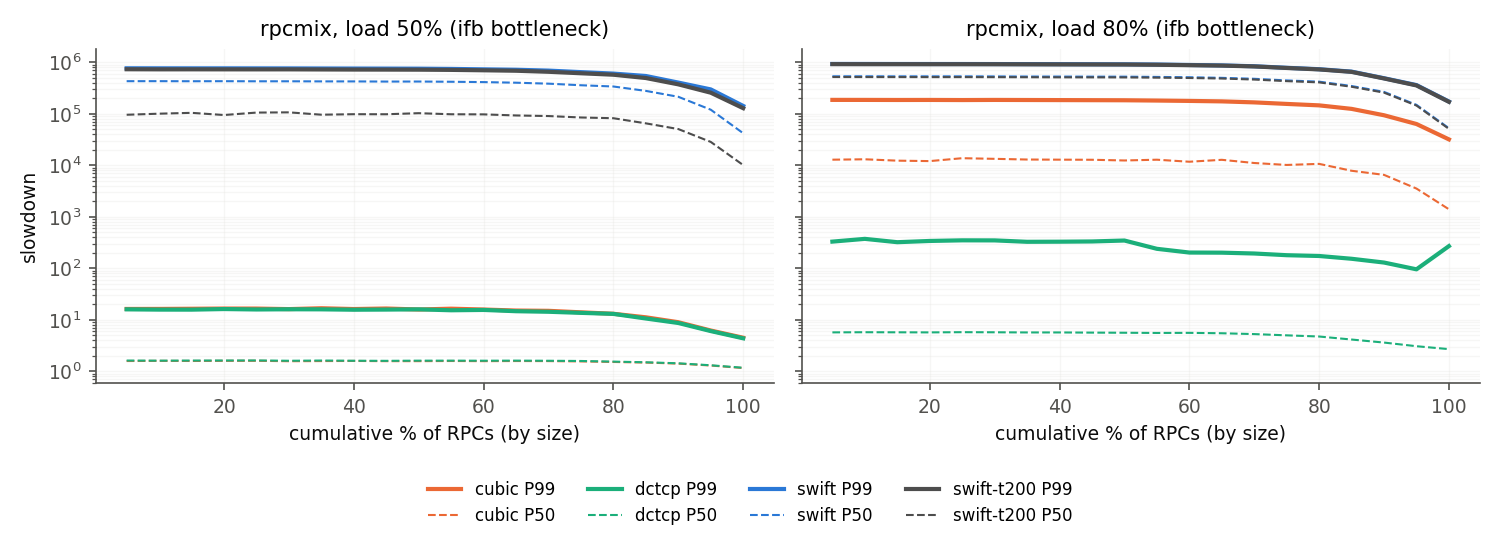 rpcmix, load 50% (ifb bottleneck)
rpcmix, load 80% (ifb bottleneck)
slowdown
10^6
10^5
10^4
10^3
10^2
10^1
10^0
20 40 60 80 100
20 40 60 80 100
cumulative % of RPCs (by size)
cumulative % of RPCs (by size)
cubic P99 dctcp P99 swift P99 swift-t200 P99
cubic P50 dctcp P50 swift P50 swift-t200 P50